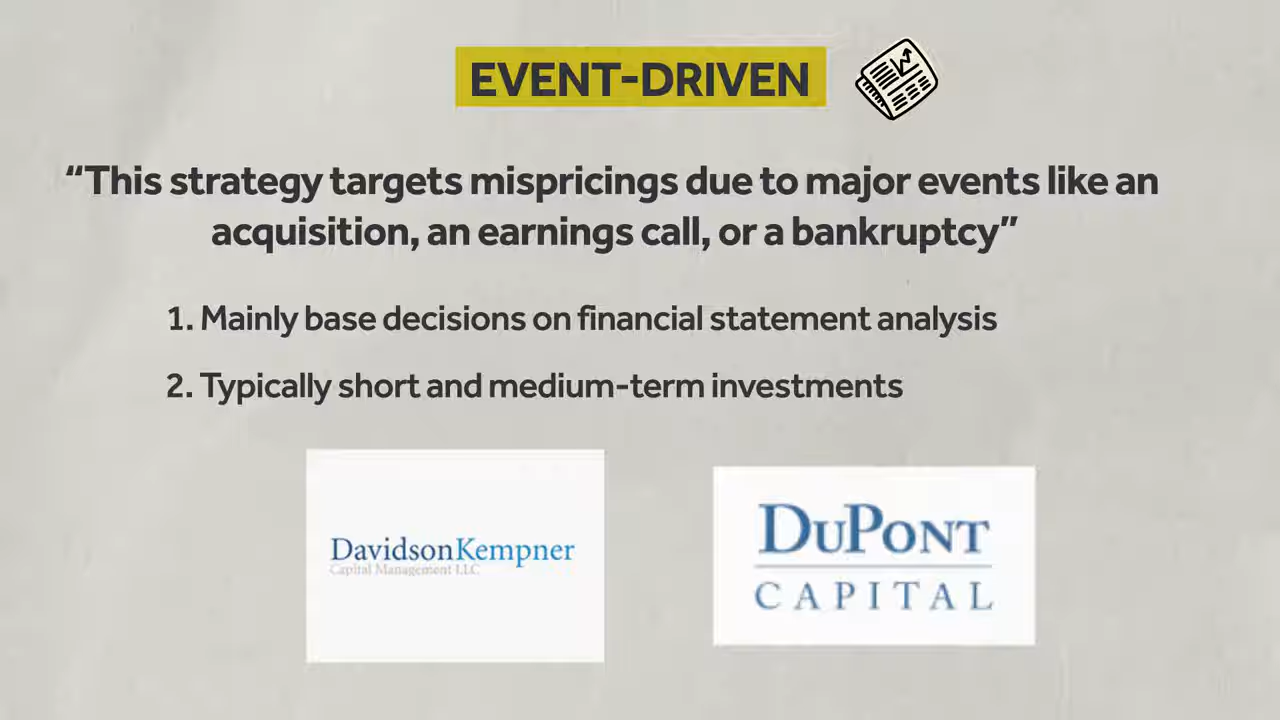 EVENT-DRIVEN
“This strategy targets mispricings due to major events like an
acquisition, an earnings call, or a bankruptcy”
1. Mainly base decisions on financial statement analysis
2. Typically short and medium-term investments
DavidsonKempner
Capital Management LLC
DUPONT
CAPITAL